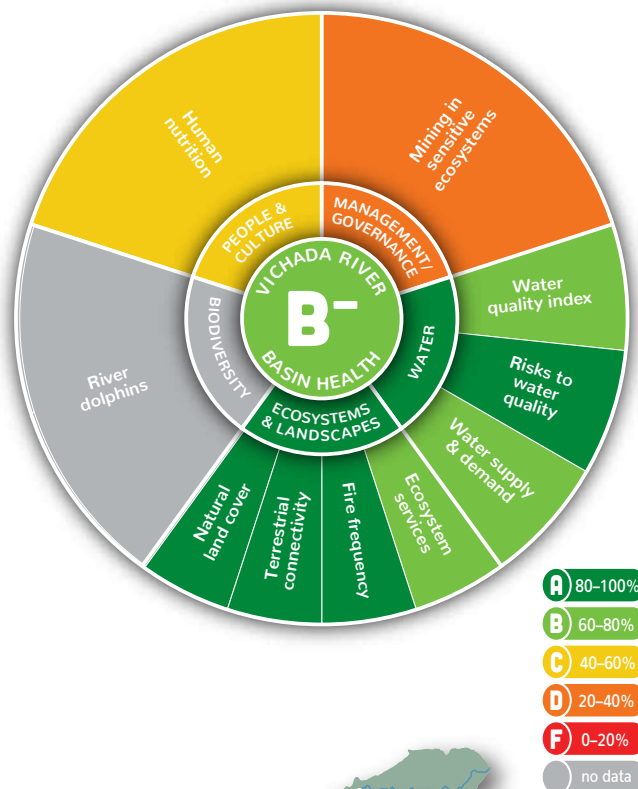 Human
nutrition
Mining in
sensitive
ecosystems
PEOPLE &
CULTURE
MANAGEMENT/
GOVERNANCE
VICHADA RIVER
B-
BASIN HEALTH
BIODIVERSITY
WATER
ECOSYSTEMS
& LANDSCAPES
River
dolphins
Water
quality index
Risks to
water
quality
Water supply
& demand
Ecosystem
services
Fire frequency
Terrestrial
connectivity
Natural
land cover
A 80–100%
B 60–80%
C 40–60%
D 20–40%
F 0–20%
no data